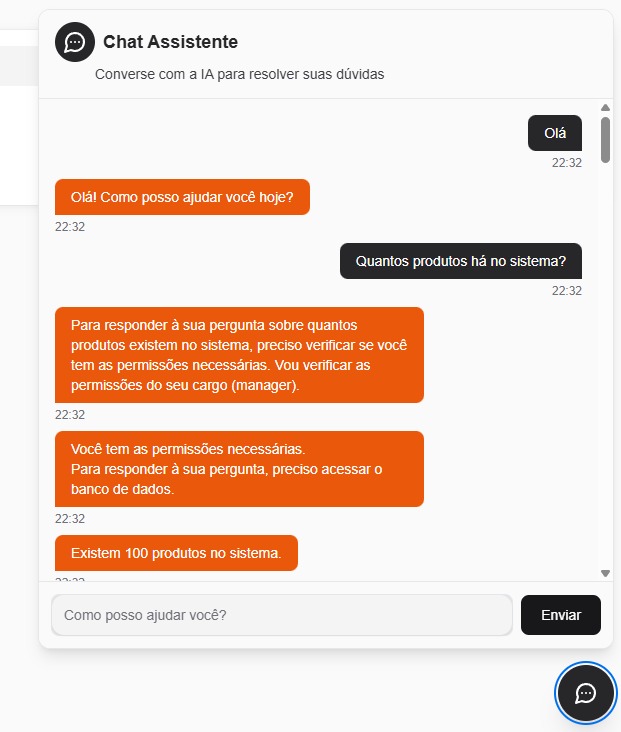 Chat Assistente
Converse com a IA para resolver suas dúvidas
Olá
22:32
Olá! Como posso ajudar você hoje?
22:32
Quantos produtos há no sistema?
22:32
Para responder à sua pergunta sobre quantos
produtos existem no sistema, preciso verificar se você
tem as permissões necessárias. Vou verificar as
permissões do seu cargo (manager).
22:32
Você tem as permissões necessárias.
Para responder à sua pergunta, preciso acessar o
banco de dados.
22:32
Existem 100 produtos no sistema.
22:32
Como posso ajudar você?
Enviar